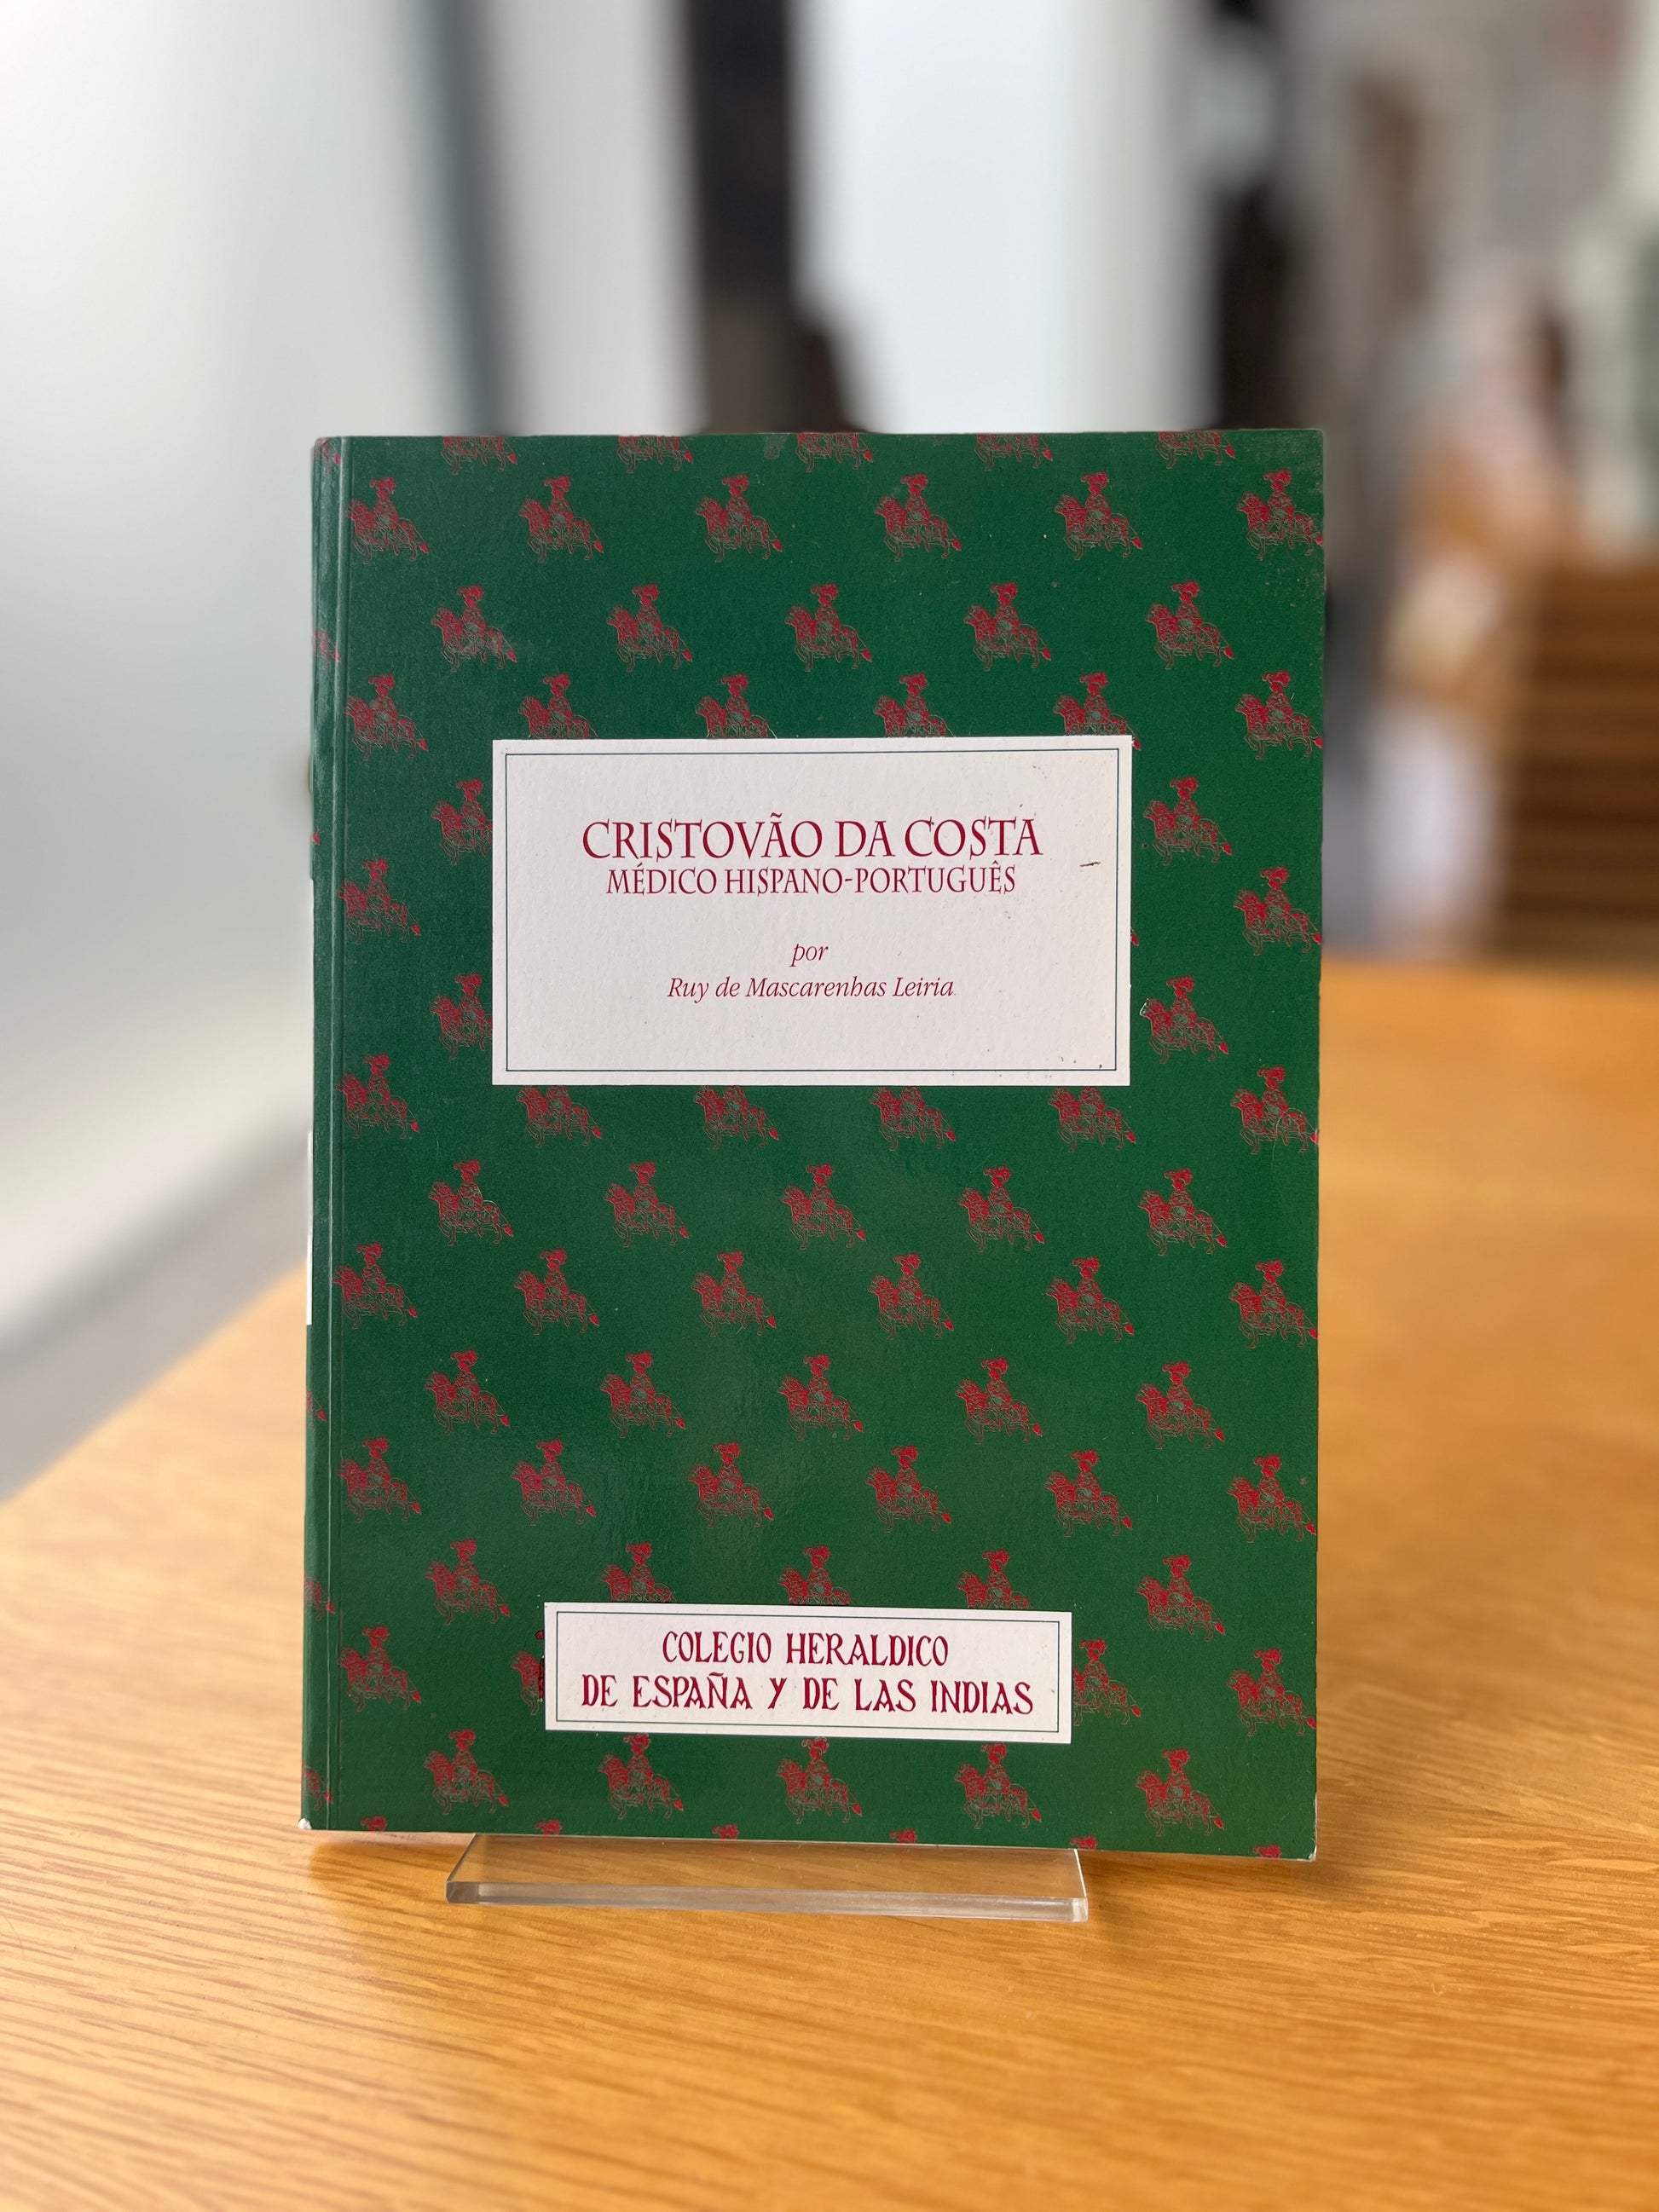 CRISTOVÃO DA COSTA
MÉDICO HISPANO-PORTUGUÊS
por
Ruy de Mascarenhas Leiria
COLEGIO HERALDICO
DE ESPAÑA Y DE LAS INDIAS